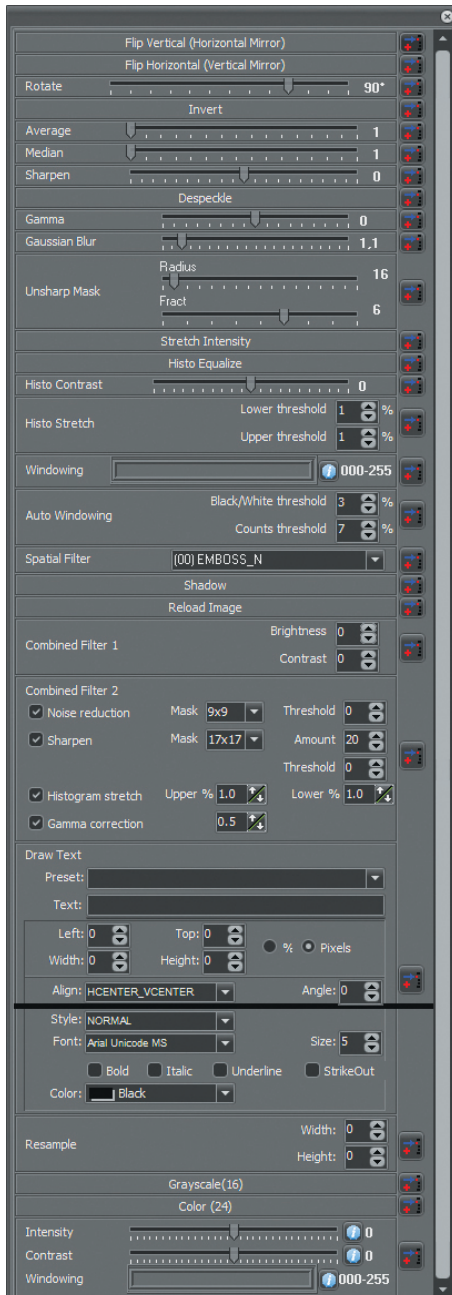 Flip Vertical (Horizontal Mirror)
Flip Horizontal (Vertical Mirror)
Rotate 90°
Invert
Average 1
Median 1
Sharpen 0
Despeckle
Gamma 0
Gaussian Blur 1,1
Radius 16
Unsharp Mask
Fract 6
Stretch Intensity
Histo Equalize
Histo Contrast 0
Lower threshold 1 %
Histo Stretch
Upper threshold 1 %
Windowing 000-255
Black/White threshold 3 %
Auto Windowing
Counts threshold 7 %
Spatial Filter (00) EMBOSS_N
Shadow
Reload Image
Brightness 0
Combined Filter 1
Contrast 0
Combined Filter 2
Noise reduction Mask 9x9 Threshold 0
Sharpen Mask 17x17 Amount 20
Threshold 0
Histogram stretch Upper % 1.0 Lower % 1.0
Gamma correction 0.5
Draw Text
Preset:
Text:
Left: 0 Top: 0 % Pixels
Width: 0 Height: 0
Align: HCENTER_VCENTER Angle: 0
Style: NORMAL
Font: Arial Unicode MS Size: 5
Bold Italic Underline StrikeOut
Color: Black
Width: 0
Resample
Height: 0
Grayscale(16)
Color (24)
Intensity 0
Contrast 0
Windowing 000-255